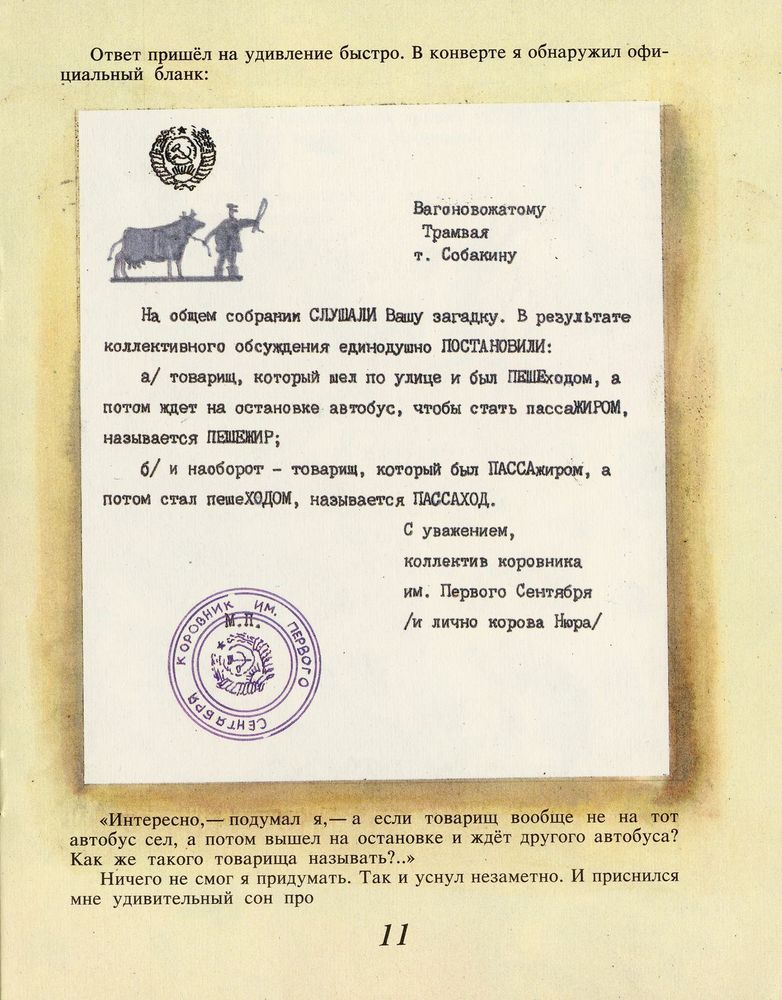 Ответ пришёл на удивление быстро. В конверте я обнаружил офи-
циальный бланк:
Вагоновожатому
Трамвая
т. Собакину
На общем собрании СЛУШАЛИ Вашу загадку. В результате
коллективного обсуждения единодушно ПОСТАНОВИЛИ:
а/ товарищ, который шел по улице и был ПЕШЕходом, а
потом ждет на остановке автобус, чтобы стать пассаЖИРОМ,
называется ПЕШЕЖИР;
б/ и наоборот - товарищ, который был ПАССАжиром, а
потом стал пешеХОДОМ, называется ПАССАХОД.
С уважением,
коллектив коровника
им. Первого Сентября
/и лично корова Нюра/
КОРОВНИК ИМ. ПЕРВОГО СЕНТЯБРЯ
М.П.
«Интересно,— подумал я,— а если товарищ вообще не на тот
автобус сел, а потом вышел на остановке и ждёт другого автобуса?
Как же такого товарища называть?..»
Ничего не смог я придумать. Так и уснул незаметно. И приснился
мне удивительный сон про
11